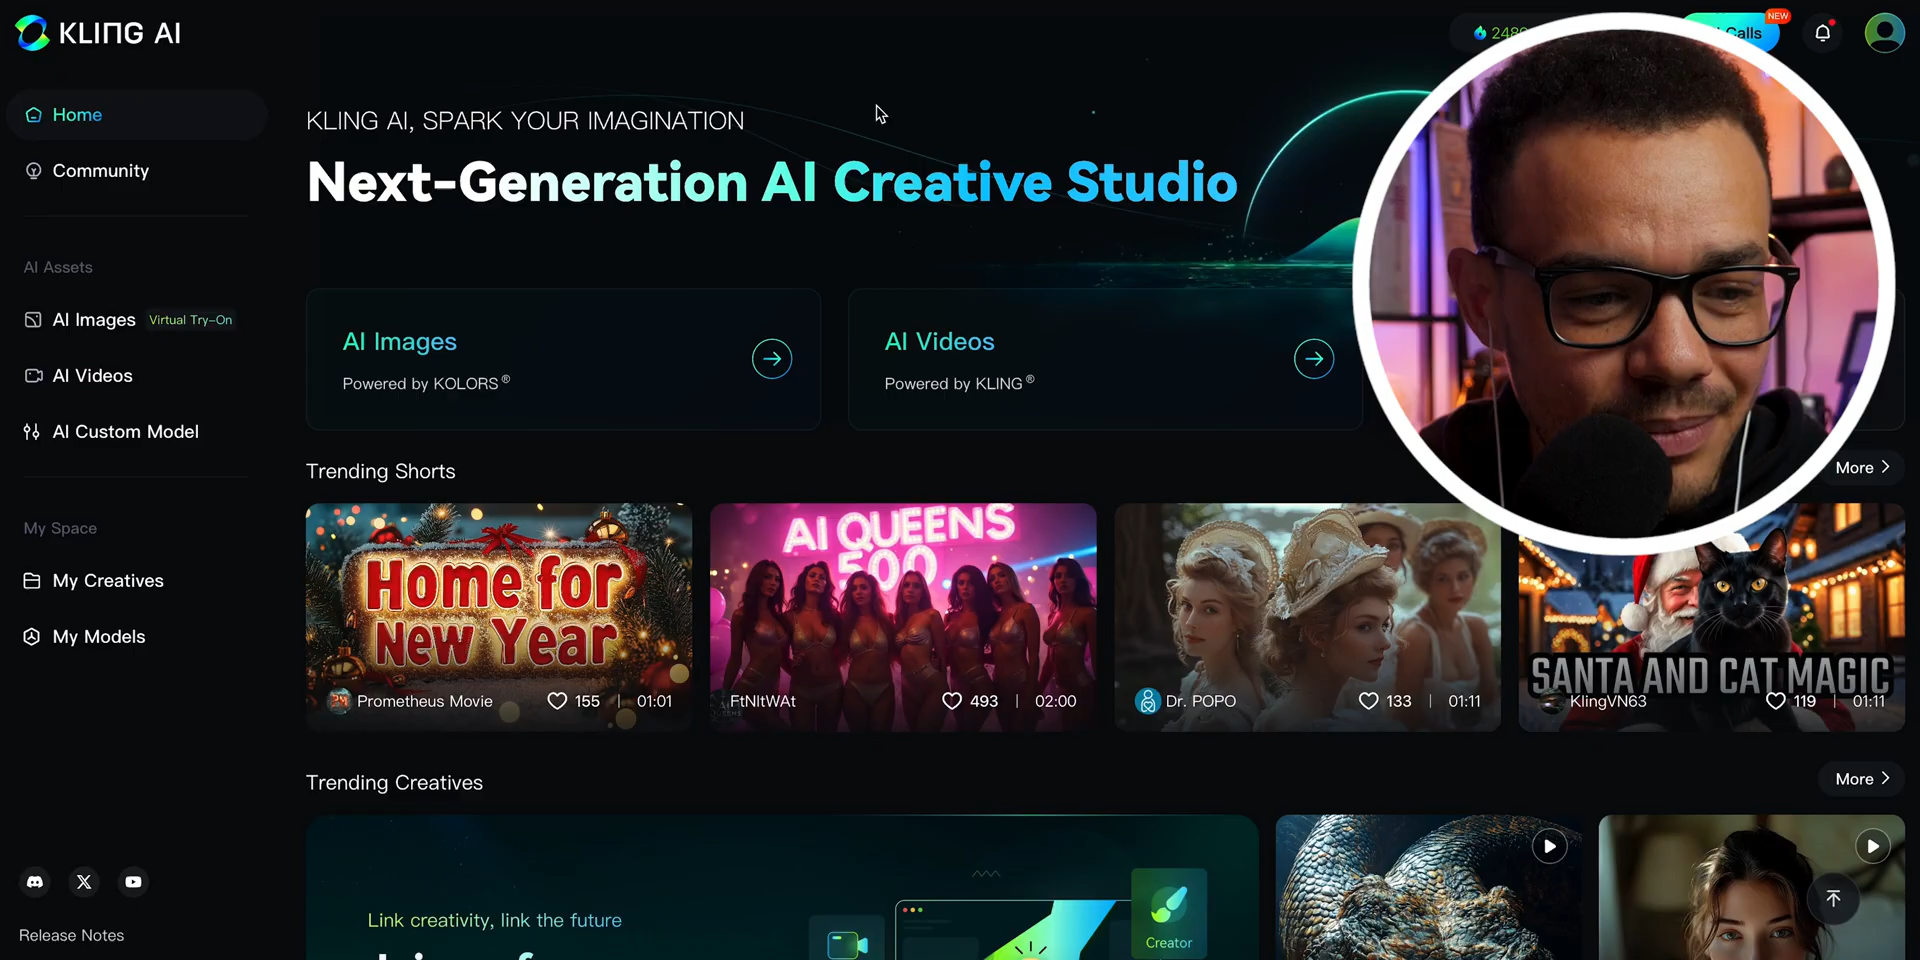 KLING AI
Home
Community
AI Assets
AI Images Virtual Try-On
AI Videos
AI Custom Model
My Space
My Creatives
My Models
Release Notes
Calls
NEW
KLING AI, SPARK YOUR IMAGINATION
Next-Generation AI Creative Studio
AI Images
Powered by KOLORS®
AI Videos
Powered by KLING®
Trending Shorts
More
Home for
New Year
Prometheus Movie 155 | 01:01
AI QUEENS
500
FtNltWAt 493 | 02:00
Dr. POPO 133 | 01:11
SANTA AND CAT MAGIC
KlingVN63 119 | 01:11
Trending Creatives
More
Link creativity, link the future
Creator